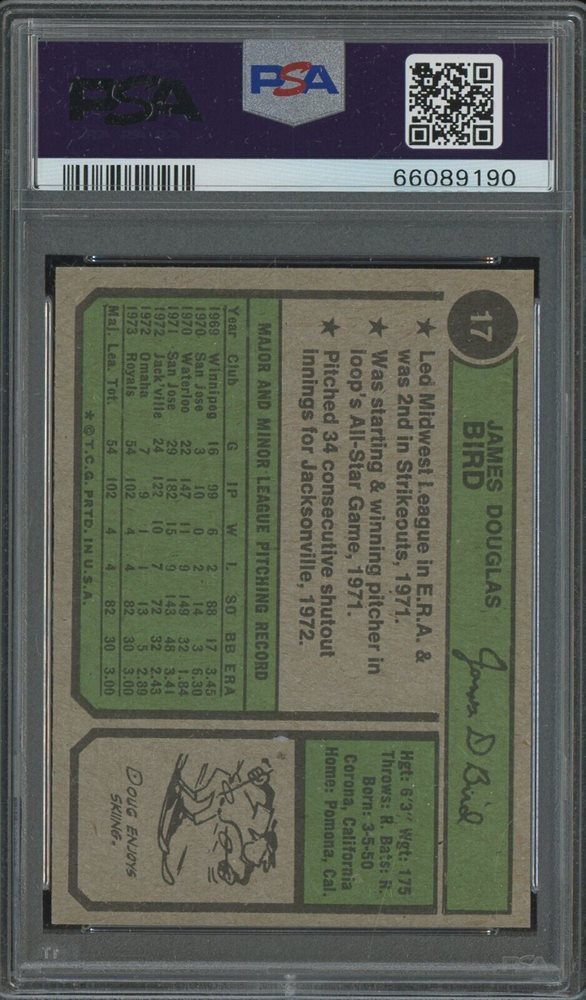 PSA
PSA
66089190
17
JAMES DOUGLAS
BIRD
James D Bird
★ Led Midwest League in E.R.A. &
was 2nd in Strikeouts, 1971.
★ Was starting & winning pitcher in
loop's All-Star Game, 1971.
★ Pitched 34 consecutive shutout
innings for Jacksonville, 1972.
Hgt: 6'3" Wgt: 175
Throws: R. Bats: R.
Born: 3-5-50
Corona, California
Home: Pomona, Cal.
MAJOR AND MINOR LEAGUE PITCHING RECORD
Year Club G IP W L SO BB ERA
1969 Winnipeg 16 99 6 2 88 17 3.45
1970 San Jose 3 10 0 2 14 3 6.30
1970 Waterloo 22 147 11 9 149 32 1.84
1971 San Jose 29 182 15 9 143 48 3.41
1972 Jack'ville 24 122 10 7 72 32 2.43
1972 Omaha 7 9 1 1 13 5 2.89
1973 Royals 54 102 4 4 82 30 3.00
Maj. Lea. Tot. 54 102 4 4 82 30 3.00
★ © T.C.G. PRTD. IN U.S.A.
DOUG ENJOYS
SKIING.
PSA